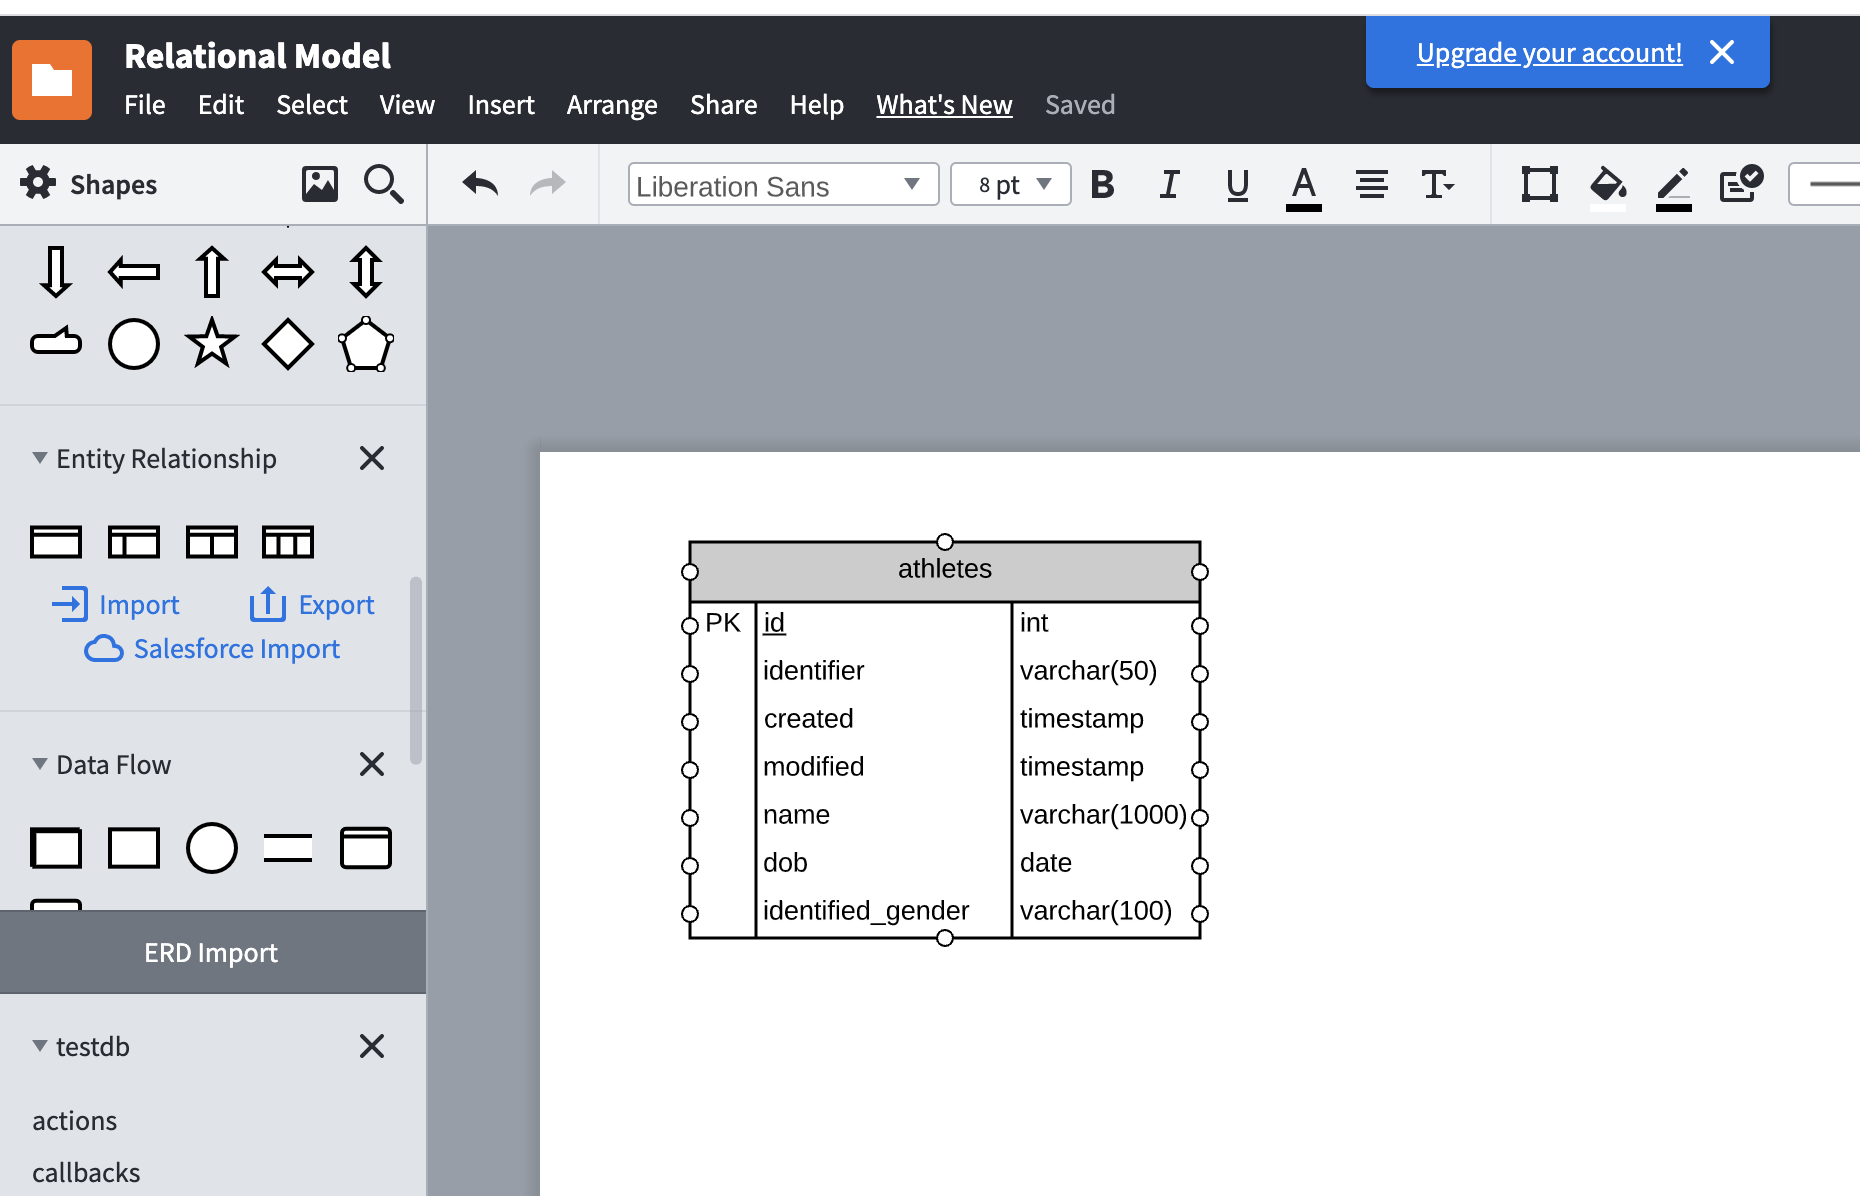 Relational Model
Upgrade your account!
File Edit Select View Insert Arrange Share Help What's New Saved
Shapes
Liberation Sans 8 pt B I U A T
Entity Relationship
Import Export
Salesforce Import
Data Flow
ERD Import
testdb
actions
callbacks
athletes
PK id int
identifier varchar(50)
created timestamp
modified timestamp
name varchar(1000)
dob date
identified_gender varchar(100)